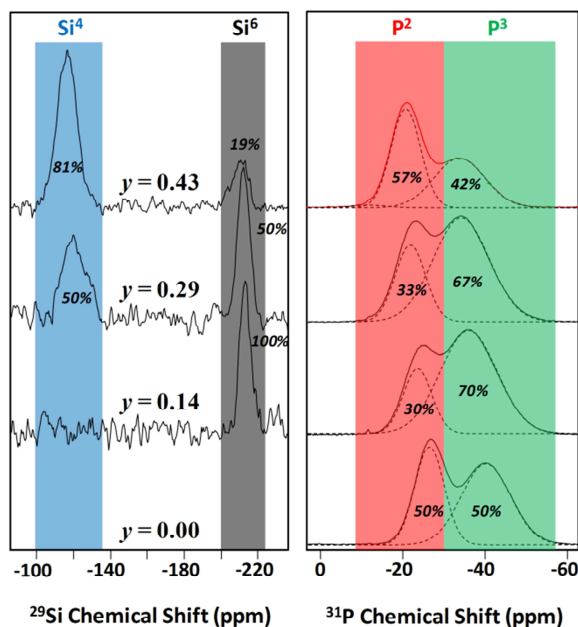 Si⁴ Si⁶ P² P³
81% 19%
y = 0.43
57% 42%
50%
50%
y = 0.29
33% 67%
100%
y = 0.14
30% 70%
y = 0.00
50% 50%
-100 -140 -180 -220
0 -20 -40 -60
²⁹Si Chemical Shift (ppm)
³¹P Chemical Shift (ppm)